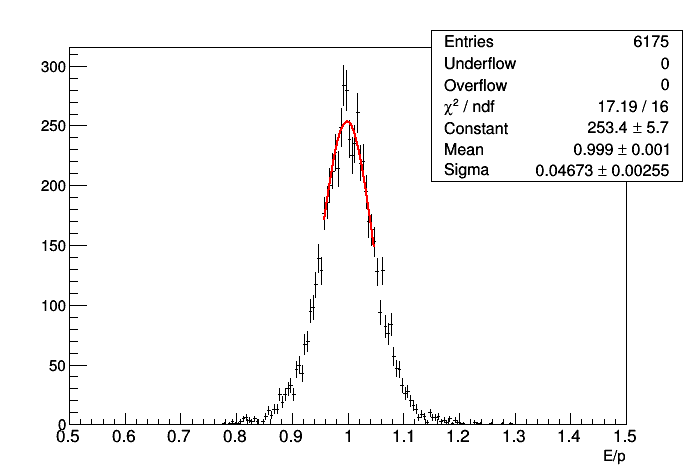 Entries 6175
Underflow 0
Overflow 0
χ² / ndf 17.19 / 16
Constant 253.4 ± 5.7
Mean 0.999 ± 0.001
Sigma 0.04673 ± 0.00255
300
250
200
150
100
50
0
0.5 0.6 0.7 0.8 0.9 1 1.1 1.2 1.3 1.4 1.5
E/p